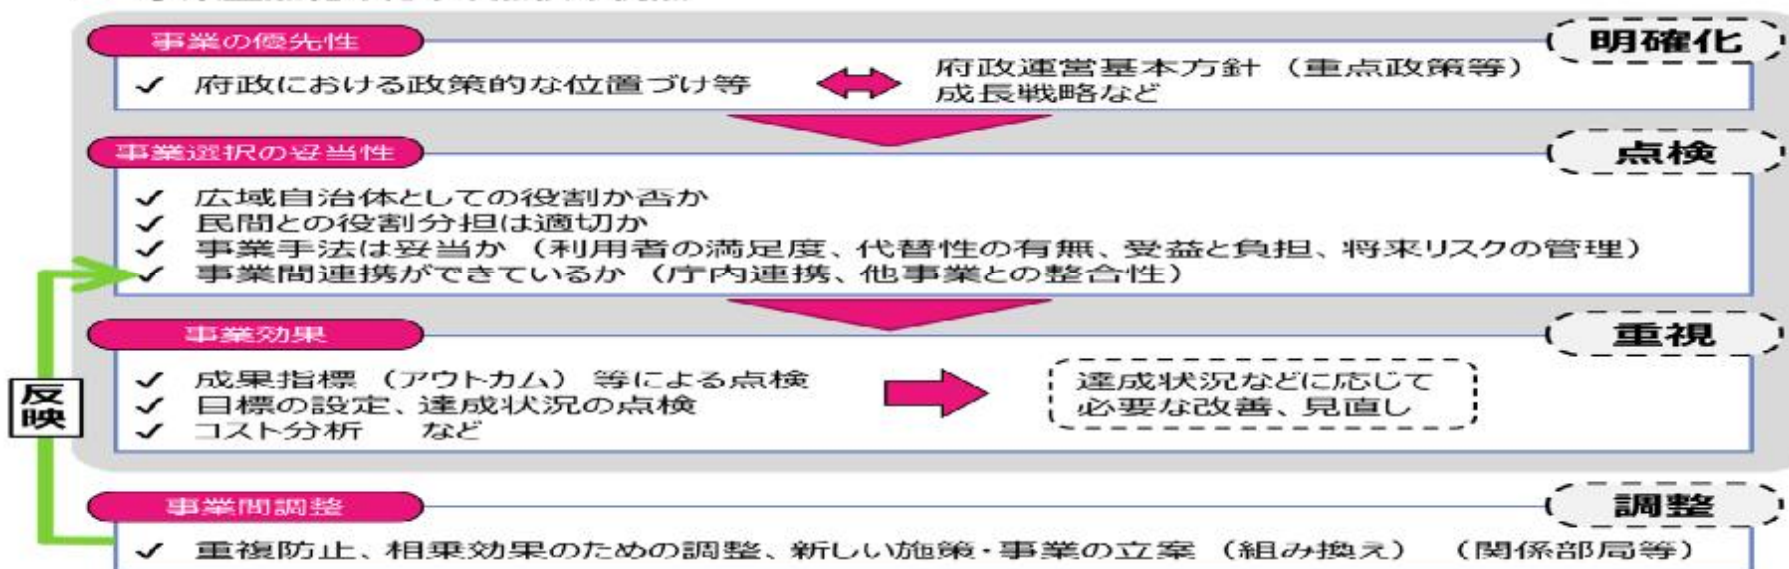 事業の優先性
明確化
✓ 府政における政策的な位置づけ等
府政運営基本方針（重点政策等）
成長戦略など
事業選択の妥当性
点検
✓ 広域自治体としての役割か否か
✓ 民間との役割分担は適切か
✓ 事業手法は妥当か（利用者の満足度、代替性の有無、受益と負担、将来リスクの管理）
✓ 事業間連携ができているか（庁内連携、他事業との整合性）
事業効果
重視
✓ 成果指標（アウトカム）等による点検
✓ 目標の設定、達成状況の点検
✓ コスト分析　など
達成状況などに応じて
必要な改善、見直し
反映
事業間調整
調整
✓ 重複防止、相乗効果のための調整、新しい施策・事業の立案（組み換え）（関係部局等）